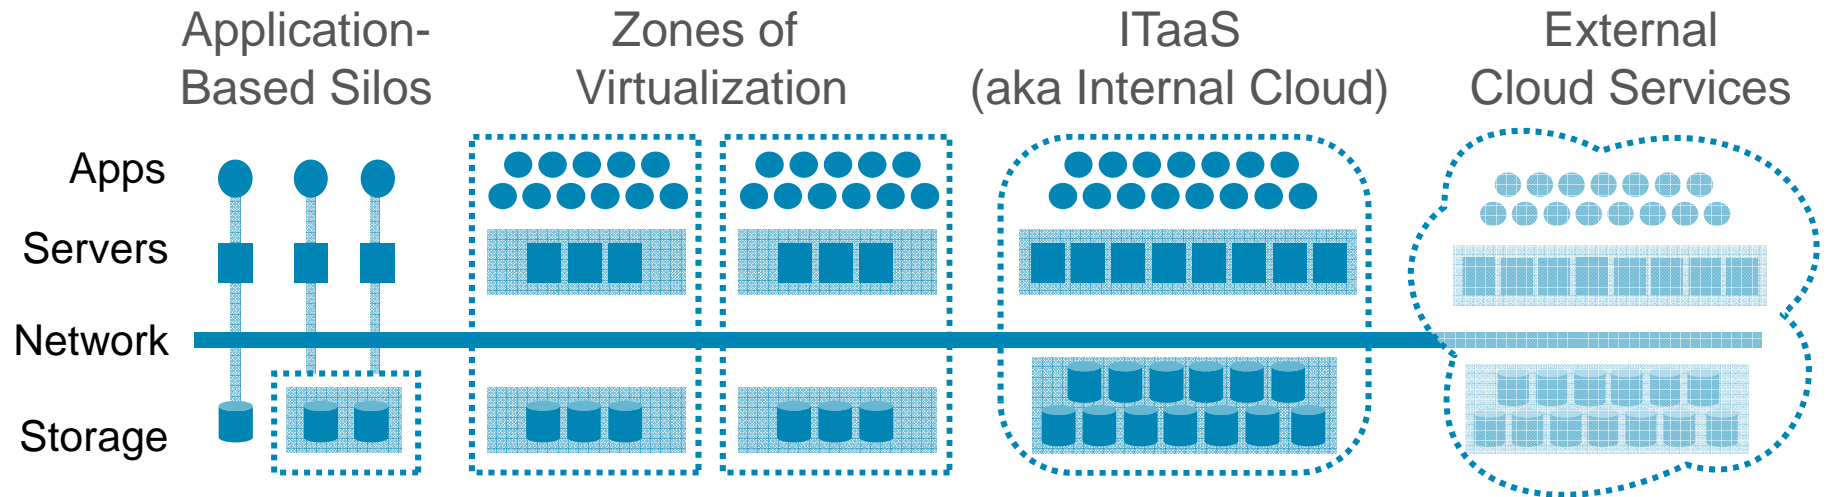 Application-
Based Silos
Zones of
Virtualization
ITaaS
(aka Internal Cloud)
External
Cloud Services
Apps
Servers
Network
Storage